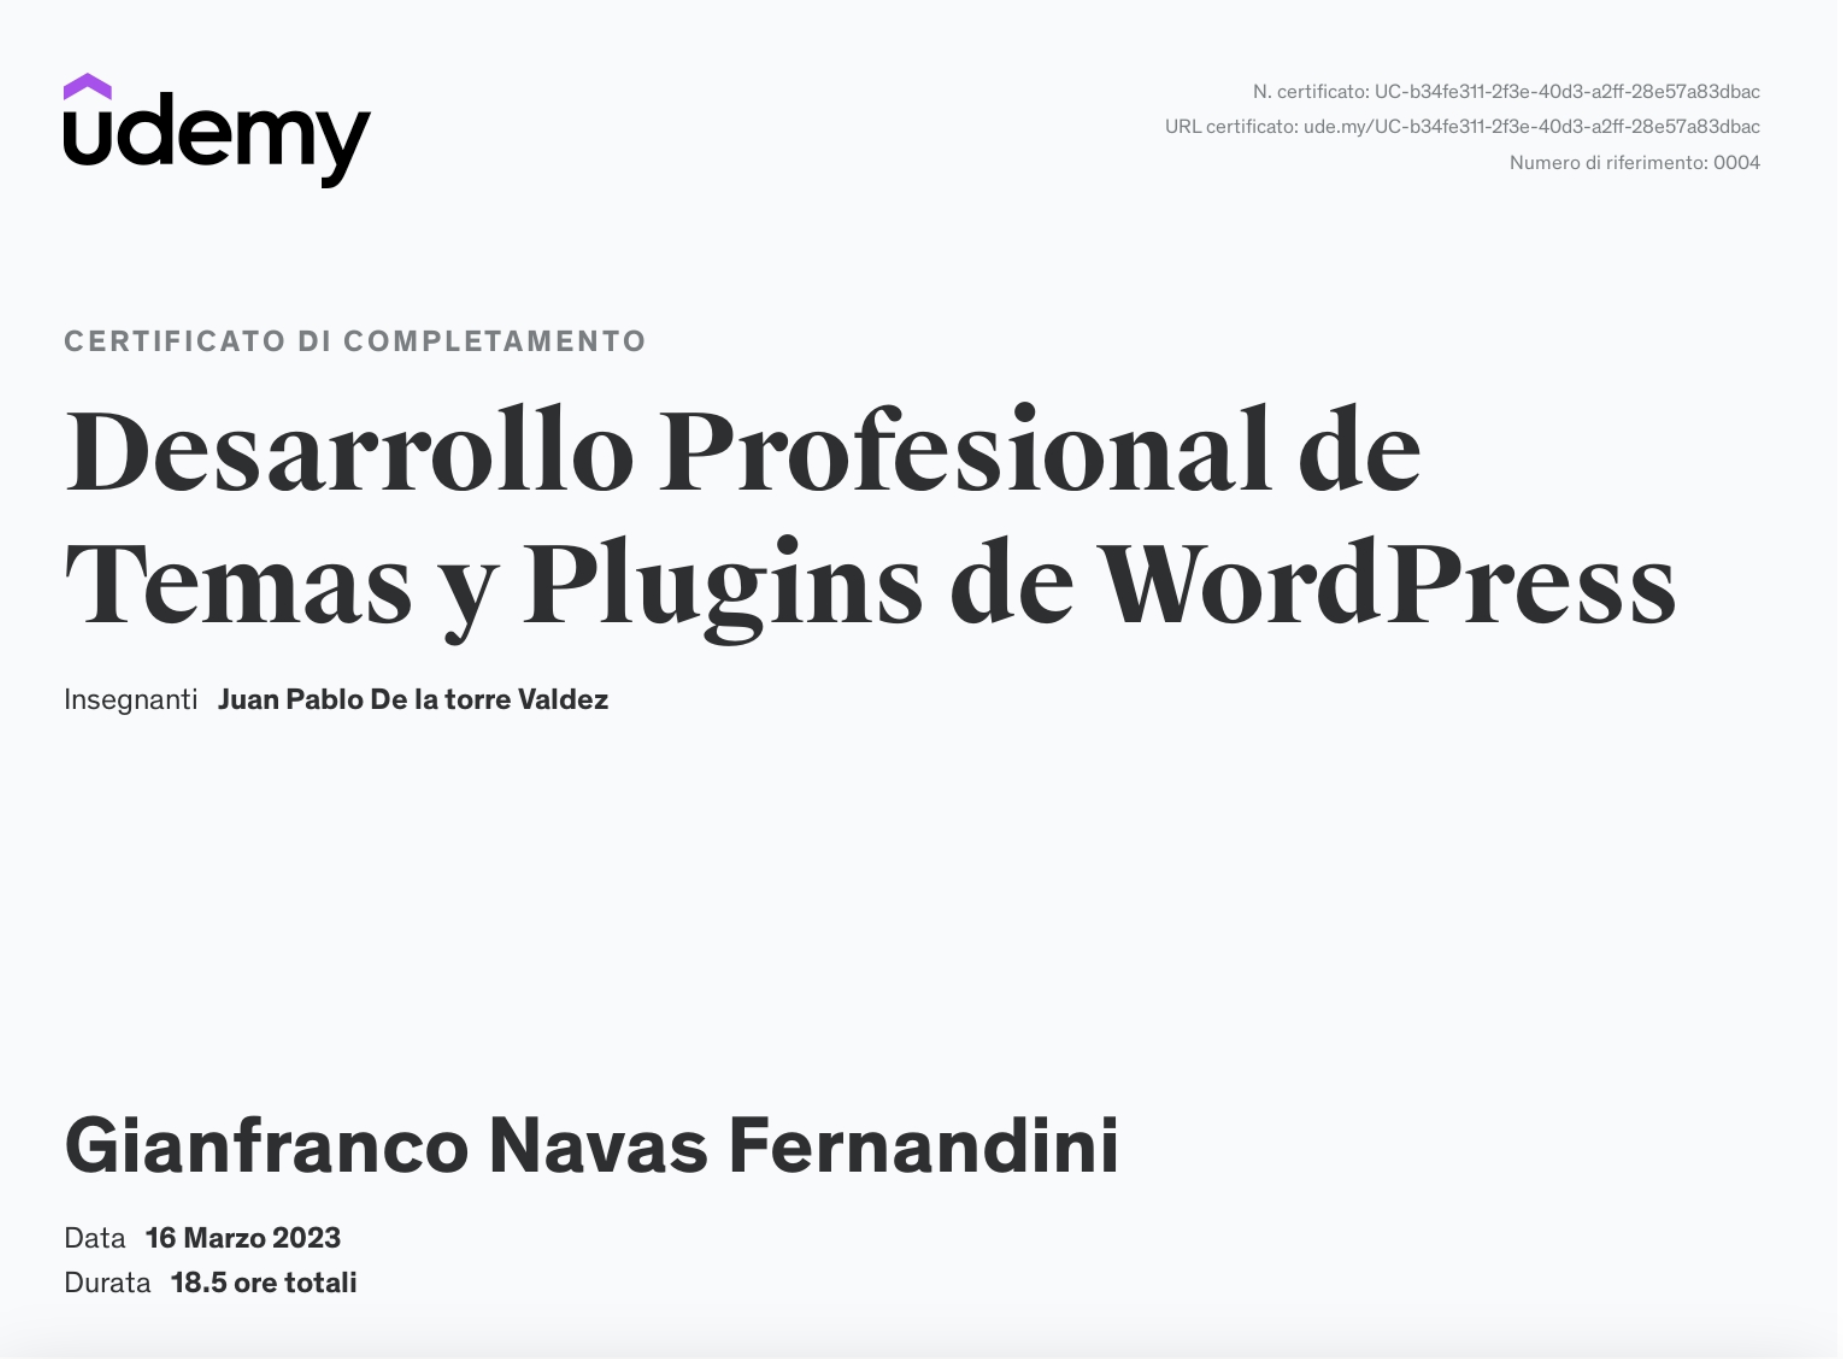 udemy
N. certificato: UC-b34fe311-2f3e-40d3-a2ff-28e57a83dbac
URL certificato: ude.my/UC-b34fe311-2f3e-40d3-a2ff-28e57a83dbac
Numero di riferimento: 0004
CERTIFICATO DI COMPLETAMENTO
Desarrollo Profesional de
Temas y Plugins de WordPress
Insegnanti Juan Pablo De la torre Valdez
Gianfranco Navas Fernandini
Data 16 Marzo 2023
Durata 18.5 ore totali